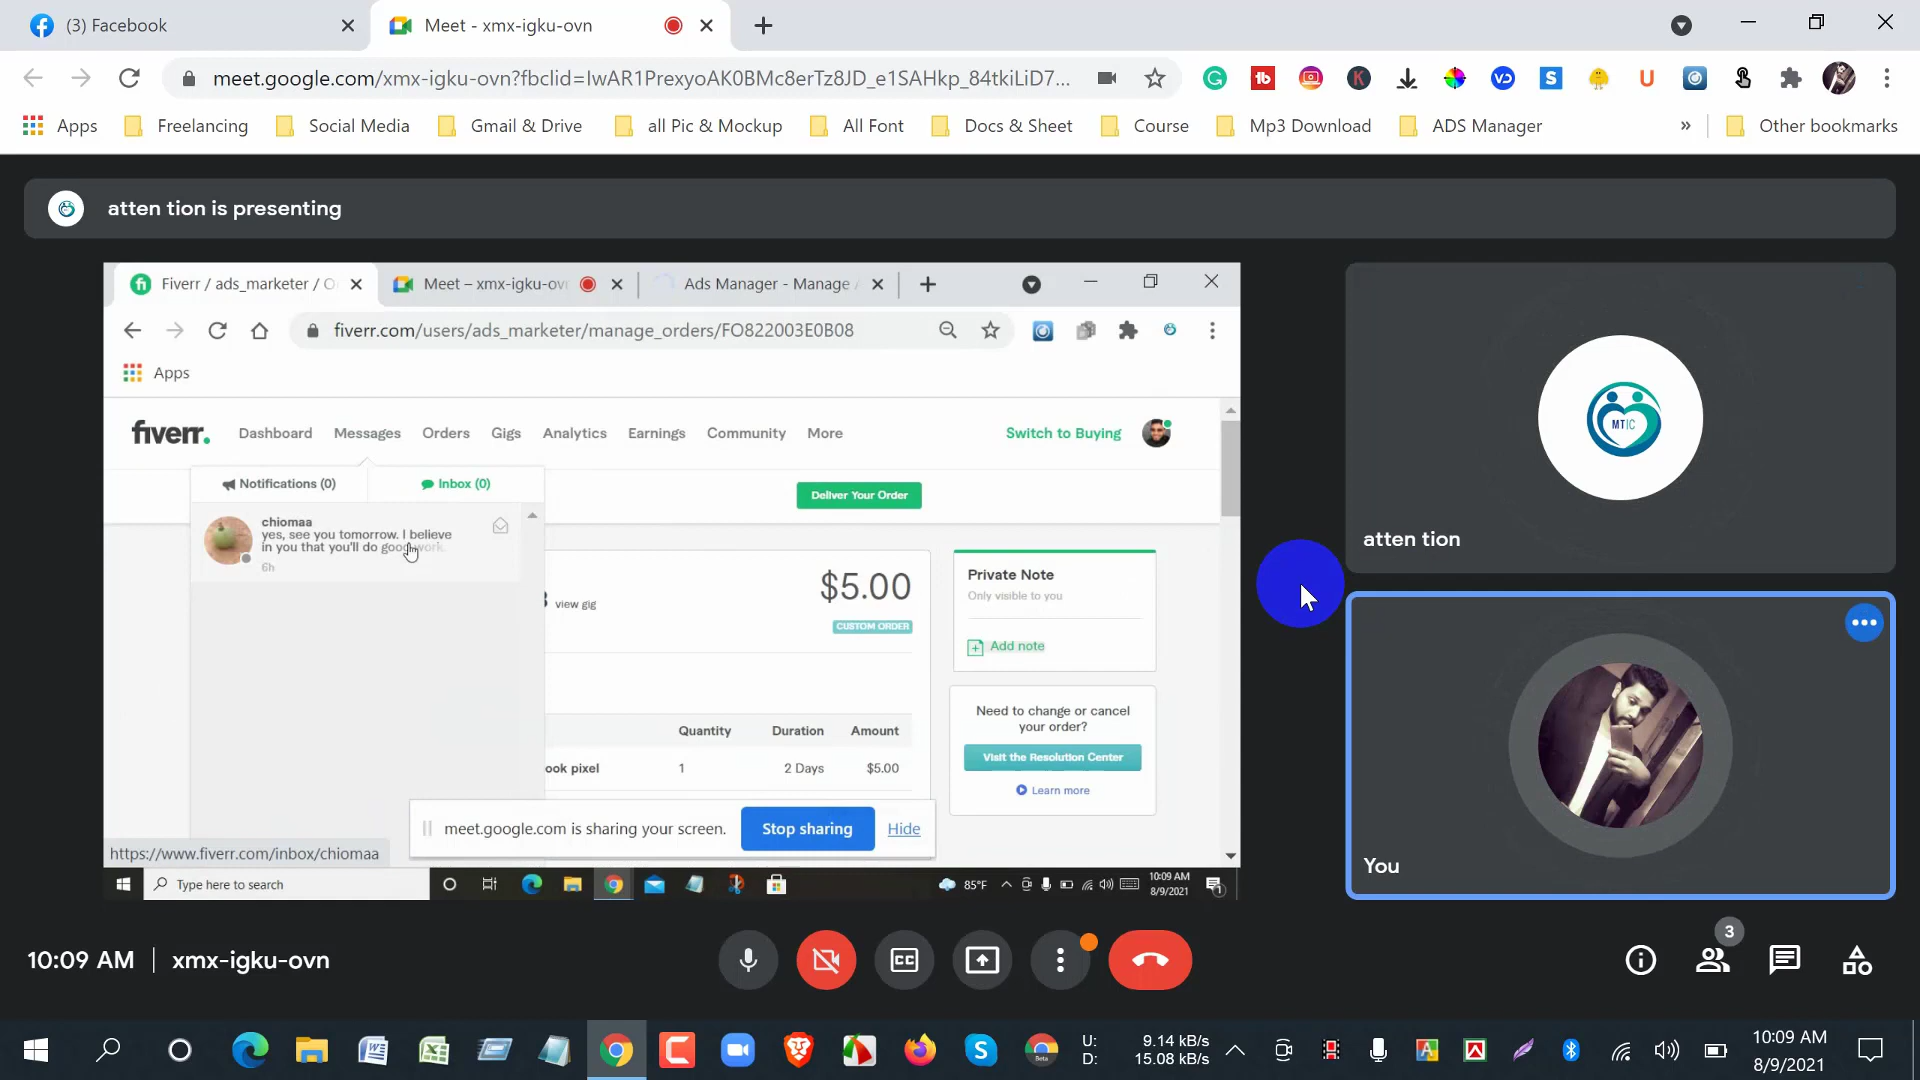 (3) Facebook
Meet - xmx-igku-ovn
meet.google.com/xmx-igku-ovn?fbclid=IwAR1PrexyoAK0BMc8erTz8JD_e1SAHkp_84tkiLiD7...
Apps
Freelancing
Social Media
Gmail & Drive
all Pic & Mockup
All Font
Docs & Sheet
Course
Mp3 Download
ADS Manager
»
Other bookmarks
atten tion is presenting
Fiverr / ads_marketer / O
Meet – xmx-igku-ov
Ads Manager - Manage
fiverr.com/users/ads_marketer/manage_orders/FO822003E0B08
Apps
fiverr.
Dashboard
Messages
Orders
Gigs
Analytics
Earnings
Community
More
Switch to Buying
Notifications (0)
Inbox (0)
Deliver Your Order
chiomaa
yes, see you tomorrow. I believe
in you that you'll do good work.
6h
view gig
$5.00
CUSTOM ORDER
Private Note
Only visible to you
Add note
Need to change or cancel
your order?
Visit the Resolution Center
Learn more
Quantity
Duration
Amount
ook pixel
1
2 Days
$5.00
meet.google.com is sharing your screen.
Stop sharing
Hide
https://www.fiverr.com/inbox/chiomaa
Type here to search
85°F
10:09 AM
8/9/2021
MTIC
atten tion
You
10:09 AM
xmx-igku-ovn
CC
3
U:
9.14 kB/s
D:
15.08 kB/s
10:09 AM
8/9/2021